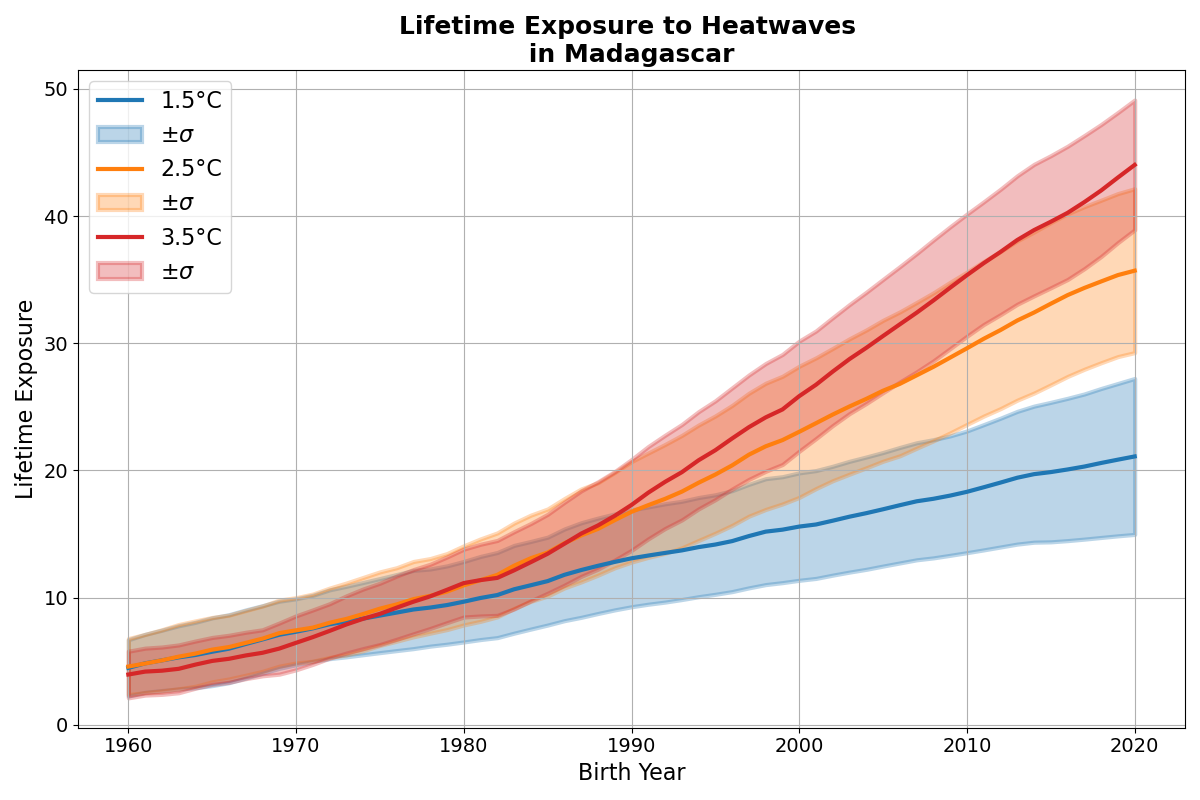 Lifetime Exposure to Heatwaves
in Madagascar
1.5°C
±σ
2.5°C
±σ
3.5°C
±σ
Lifetime Exposure
50
40
30
20
10
0
1960 1970 1980 1990 2000 2010 2020
Birth Year